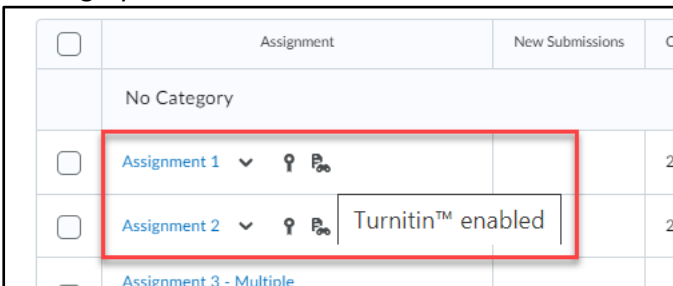 Assignment
New Submissions
No Category
Assignment 1
Assignment 2
Turnitin™ enabled
Assignment 3 - Multiple